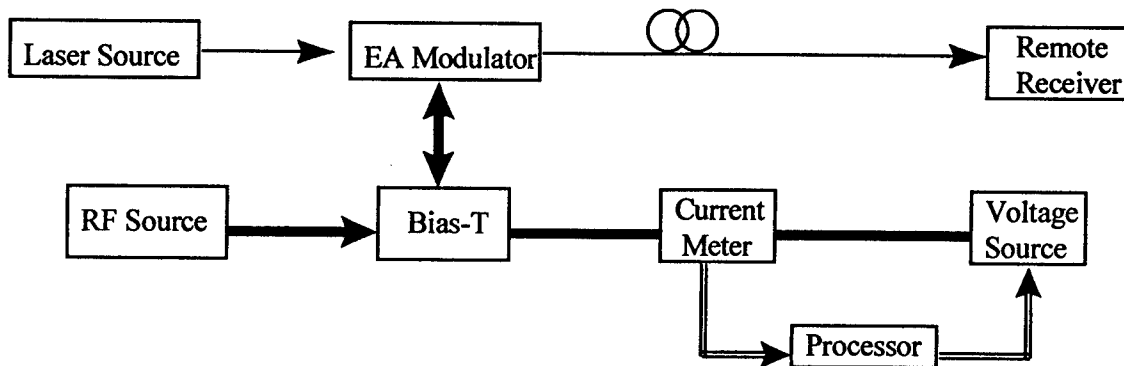 Laser Source
EA Modulator
Remote
Receiver
RF Source
Bias-T
Current
Meter
Voltage
Source
Processor